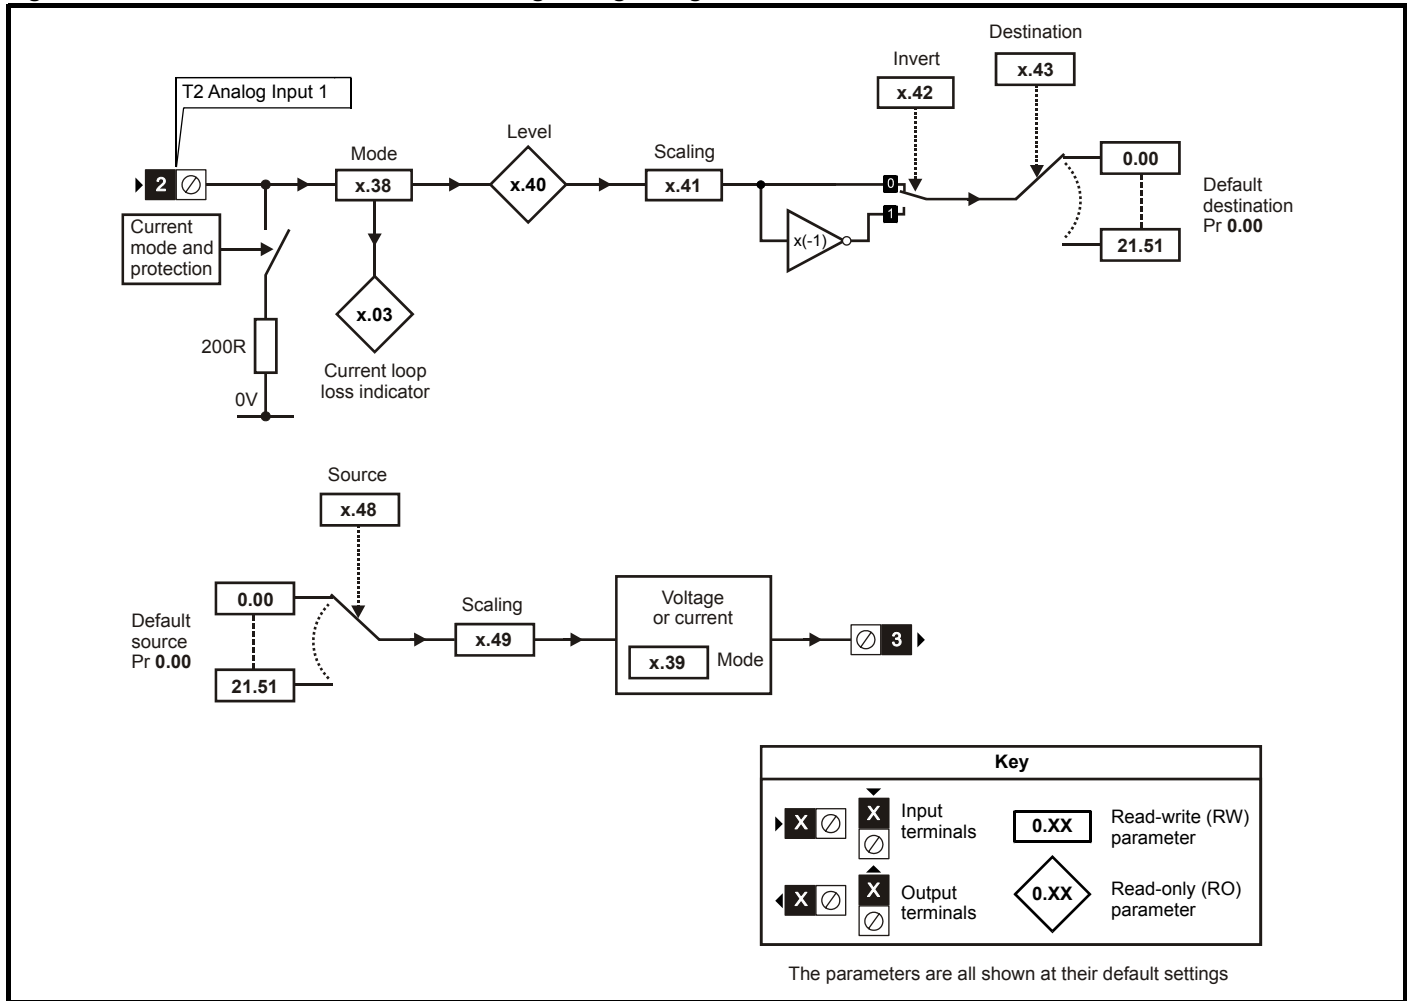 T2 Analog Input 1
2
Mode
x.38
Level
x.40
Scaling
x.41
Invert
x.42
Destination
x.43
0
1
x(-1)
0.00
21.51
Default
destination
Pr 0.00
Current
mode and
protection
200R
0V
x.03
Current loop
loss indicator
Source
x.48
0.00
21.51
Default
source
Pr 0.00
Scaling
x.49
Voltage
or current
x.39 Mode
3
Key
X
X
Input
terminals
0.XX
Read-write (RW)
parameter
X
X
Output
terminals
0.XX
Read-only (RO)
parameter
The parameters are all shown at their default settings